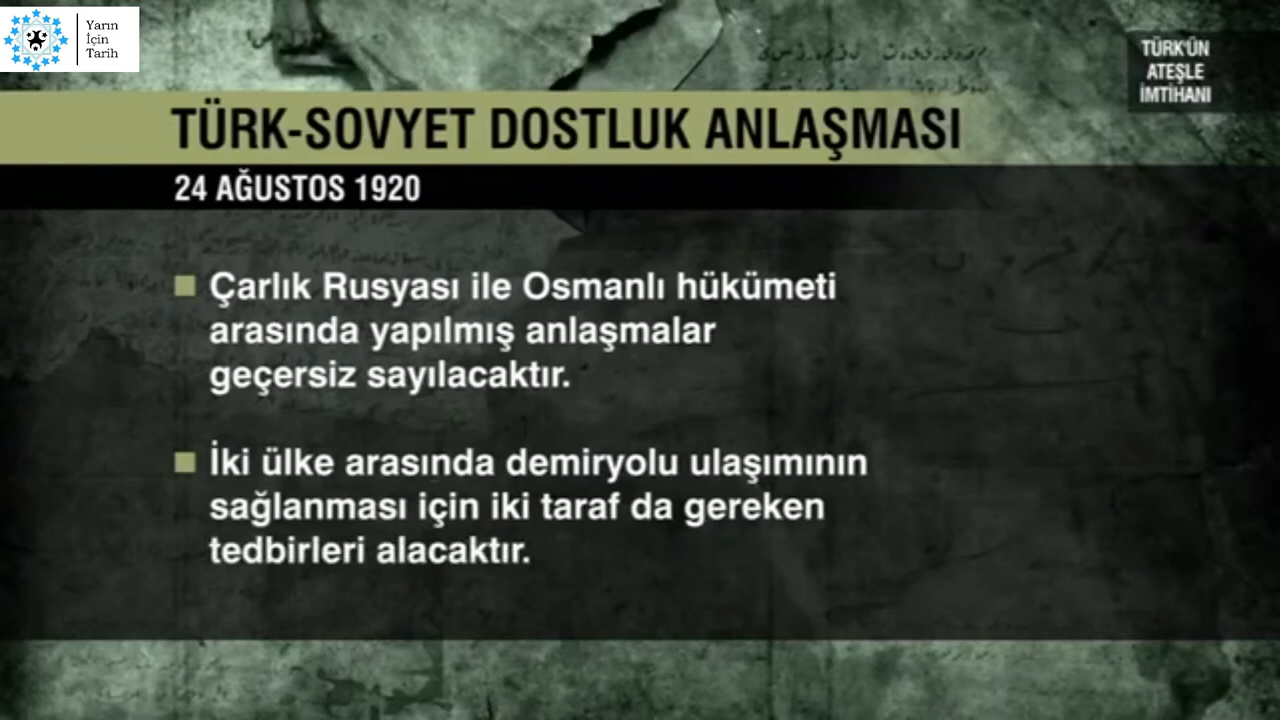 Yarın
İçin
Tarih
TÜRK'ÜN
ATEŞLE
İMTİHANI
TÜRK-SOVYET DOSTLUK ANLAŞMASI
24 AĞUSTOS 1920
Çarlık Rusyası ile Osmanlı hükümeti
arasında yapılmış anlaşmalar
geçersiz sayılacaktır.
İki ülke arasında demiryolu ulaşımının
sağlanması için iki taraf da gereken
tedbirleri alacaktır.